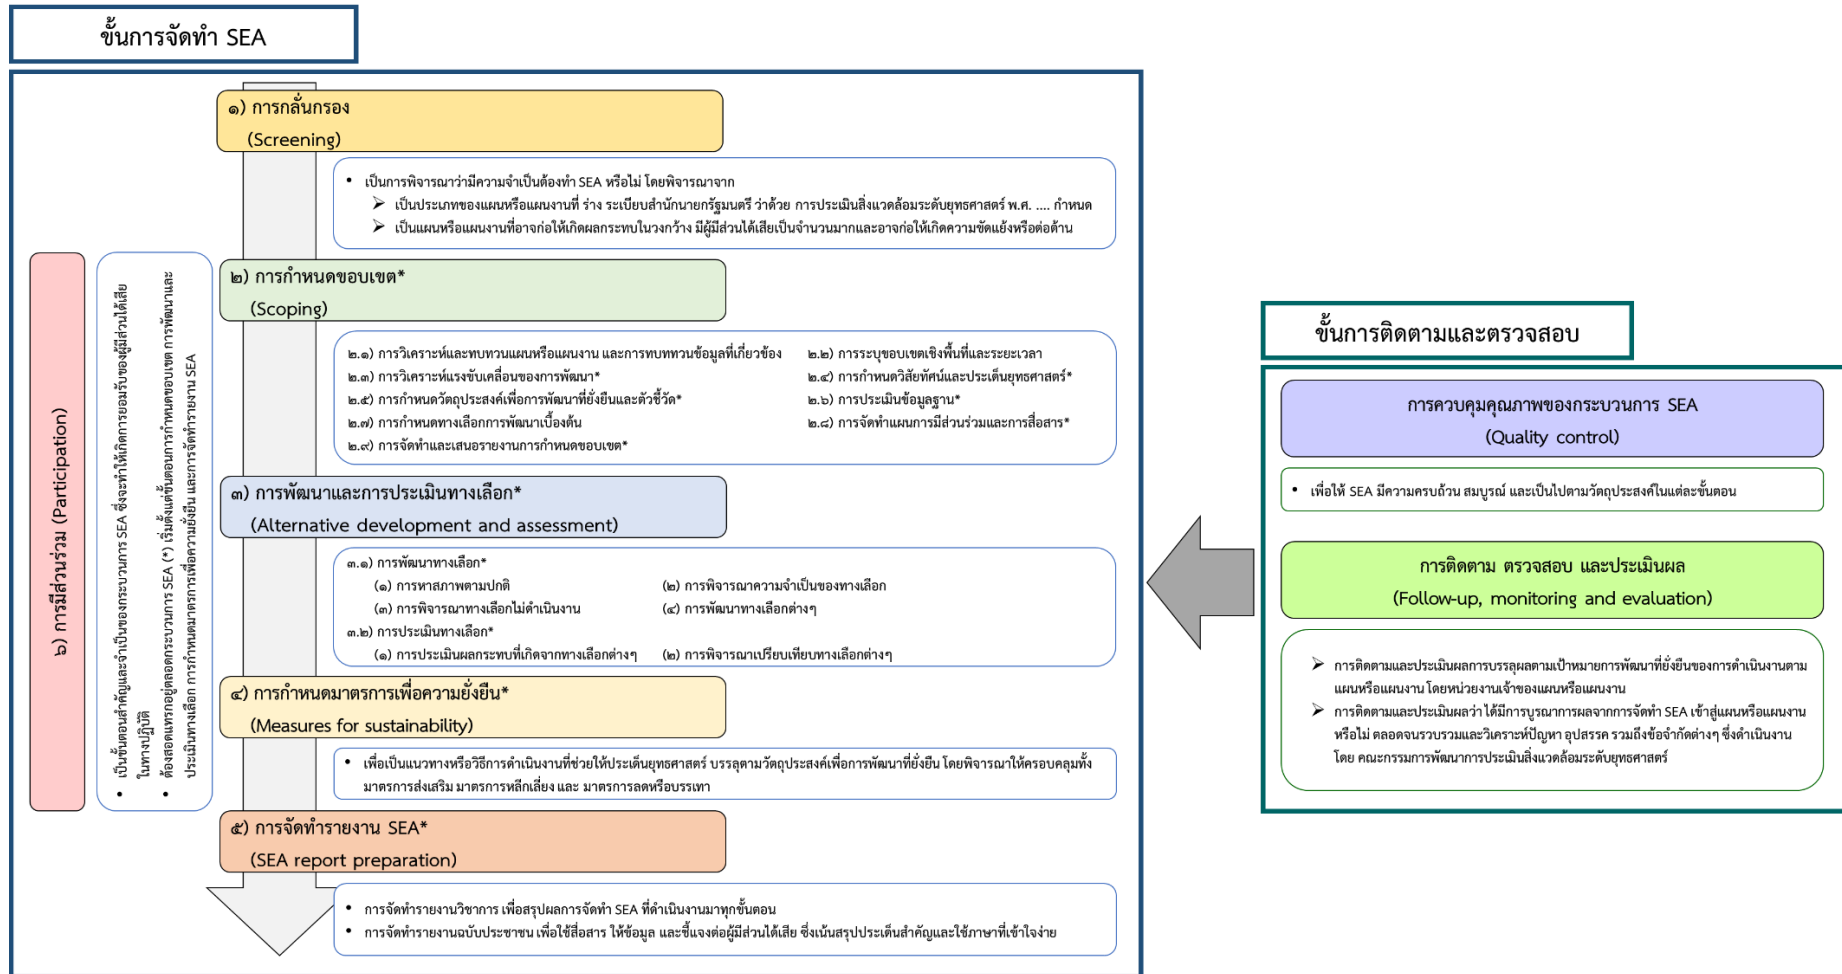 ขั้นการจัดทำ SEA
๑) การกลั่นกรอง
(Screening)
• เป็นการพิจารณาว่ามีความจำเป็นต้องทำ SEA หรือไม่ โดยพิจารณาจาก
➢ เป็นประเภทของแผนหรือแผนงานที่ ร่าง ระเบียบสำนักนายกรัฐมนตรี ว่าด้วย การประเมินสิ่งแวดล้อมระดับยุทธศาสตร์ พ.ศ. .... กำหนด
➢ เป็นแผนหรือแผนงานที่อาจก่อให้เกิดผลกระทบในวงกว้าง มีผู้มีส่วนได้เสียเป็นจำนวนมากและอาจก่อให้เกิดความขัดแย้งหรือต่อต้าน
๖) การมีส่วนร่วม (Participation)
• เป็นขั้นตอนสำคัญและจำเป็นของกระบวนการ SEA ซึ่งจะทำให้เกิดการยอมรับของผู้มีส่วนได้เสีย
ในทางปฏิบัติ
• ต้องสอดแทรกอยู่ตลอดกระบวนการ SEA (*) เริ่มตั้งแต่ขั้นตอนการกำหนดขอบเขต การพัฒนาและ
ประเมินทางเลือก การกำหนดมาตรการเพื่อความยั่งยืน และการจัดทำรายงาน SEA
๒) การกำหนดขอบเขต*
(Scoping)
๒.๑) การวิเคราะห์และทบทวนแผนหรือแผนงาน และการทบททวนข้อมูลที่เกี่ยวข้อง ๒.๒) การระบุขอบเขตเชิงพื้นที่และระยะเวลา
๒.๓) การวิเคราะห์แรงขับเคลื่อนของการพัฒนา* ๒.๔) การกำหนดวิสัยทัศน์และประเด็นยุทธศาสตร์*
๒.๕) การกำหนดวัตถุประสงค์เพื่อการพัฒนาที่ยั่งยืนและตัวชี้วัด* ๒.๖) การประเมินข้อมูลฐาน*
๒.๗) การกำหนดทางเลือกการพัฒนาเบื้องต้น ๒.๘) การจัดทำแผนการมีส่วนร่วมและการสื่อสาร*
๒.๙) การจัดทำและเสนอรายงานการกำหนดขอบเขต*
๓) การพัฒนาและการประเมินทางเลือก*
(Alternative development and assessment)
๓.๑) การพัฒนาทางเลือก*
(๑) การหาสภาพตามปกติ (๒) การพิจารณาความจำเป็นของทางเลือก
(๓) การพิจารณาทางเลือกไม่ดำเนินงาน (๔) การพัฒนาทางเลือกต่างๆ
๓.๒) การประเมินทางเลือก*
(๑) การประเมินผลกระทบที่เกิดจากทางเลือกต่างๆ (๒) การพิจารณาเปรียบเทียบทางเลือกต่างๆ
๔) การกำหนดมาตรการเพื่อความยั่งยืน*
(Measures for sustainability)
• เพื่อเป็นแนวทางหรือวิธีการดำเนินงานที่ช่วยให้ประเด็นยุทธศาสตร์ บรรลุตามวัตถุประสงค์เพื่อการพัฒนาที่ยั่งยืน โดยพิจารณาให้ครอบคลุมทั้ง
มาตรการส่งเสริม มาตรการหลีกเลี่ยง และ มาตรการลดหรือบรรเทา
๕) การจัดทำรายงาน SEA*
(SEA report preparation)
• การจัดทำรายงานวิชาการ เพื่อสรุปผลการจัดทำ SEA ที่ดำเนินงานมาทุกขั้นตอน
• การจัดทำรายงานฉบับประชาชน เพื่อใช้สื่อสาร ให้ข้อมูล และชี้แจงต่อผู้มีส่วนได้เสีย ซึ่งเน้นสรุปประเด็นสำคัญและใช้ภาษาที่เข้าใจง่าย
ขั้นการติดตามและตรวจสอบ
การควบคุมคุณภาพของกระบวนการ SEA
(Quality control)
• เพื่อให้ SEA มีความครบถ้วน สมบูรณ์ และเป็นไปตามวัตถุประสงค์ในแต่ละขั้นตอน
การติดตาม ตรวจสอบ และประเมินผล
(Follow-up, monitoring and evaluation)
➢ การติดตามและประเมินผลการบรรลุผลตามเป้าหมายการพัฒนาที่ยั่งยืนของการดำเนินงานตาม
แผนหรือแผนงาน โดยหน่วยงานเจ้าของแผนหรือแผนงาน
➢ การติดตามและประเมินผลว่า ได้มีการบูรณาการผลจากการจัดทำ SEA เข้าสู่แผนหรือแผนงาน
หรือไม่ ตลอดจนรวบรวมและวิเคราะห์ปัญหา อุปสรรค รวมถึงข้อจำกัดต่างๆ ซึ่งดำเนินงาน
โดย คณะกรรมการพัฒนาการประเมินสิ่งแวดล้อมระดับยุทธศาสตร์